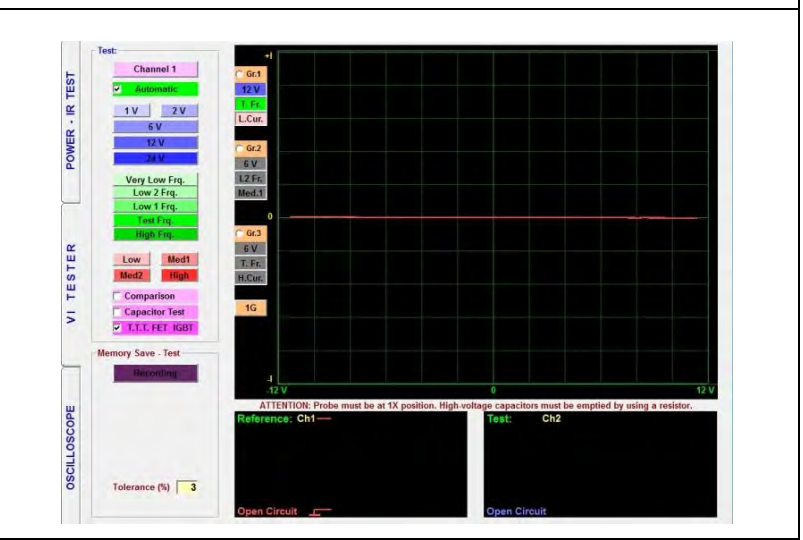 POWER - IR TEST
VI TESTER
OSCILLOSCOPE
Test:
Channel 1
Automatic
1 V 2 V
6 V
12 V
24 V
Very Low Frq.
Low 2 Frq.
Low 1 Frq.
Test Frq.
High Frq.
Low Med1
Med2 High
Comparison
Capacitor Test
T.T.T. FET IGBT
Memory Save - Test
Recording
Tolerance (%) 3
Gr.1
12 V
T. Fr.
L.Cur.
Gr.2
6 V
L2 Fr.
Med.1
Gr.3
6 V
T. Fr.
H.Cur.
1G
+I
0
-I
-12 V 0 12 V
ATTENTION: Probe must be at 1X position. High-voltage capacitors must be emptied by using a resistor.
Reference: Ch1
Open Circuit
Test: Ch2
Open Circuit